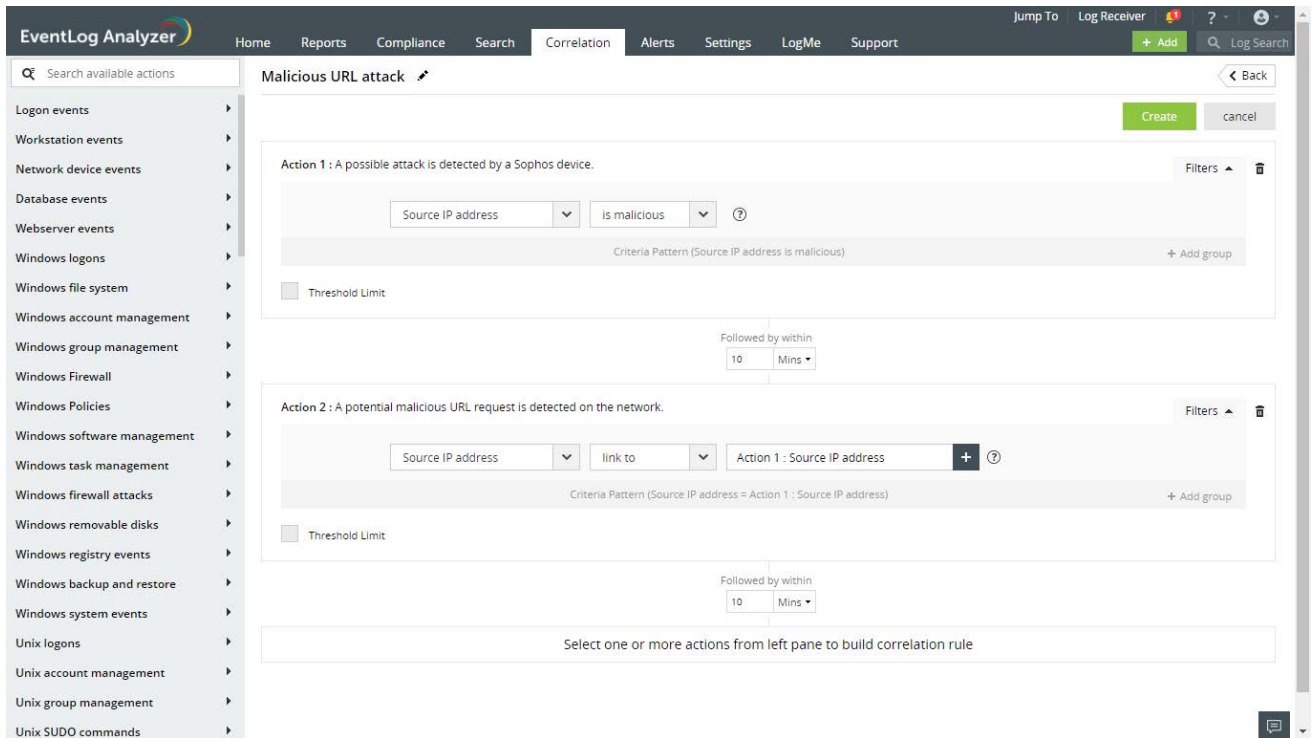 Jump To Log Receiver 1 ?
EventLog Analyzer
Home Reports Compliance Search Correlation Alerts Settings LogMe Support
+ Add Log Search
Search available actions
Malicious URL attack
Back
Create cancel
Logon events
Workstation events
Network device events
Database events
Webserver events
Windows logons
Windows file system
Windows account management
Windows group management
Windows Firewall
Windows Policies
Windows software management
Windows task management
Windows firewall attacks
Windows removable disks
Windows registry events
Windows backup and restore
Windows system events
Unix logons
Unix account management
Unix group management
Unix SUDO commands
Action 1 : A possible attack is detected by a Sophos device.
Filters
Source IP address is malicious ?
Criteria Pattern (Source IP address is malicious)
+ Add group
Threshold Limit
Followed by within
10 Mins
Action 2 : A potential malicious URL request is detected on the network.
Filters
Source IP address link to Action 1 : Source IP address + ?
Criteria Pattern (Source IP address = Action 1 : Source IP address)
+ Add group
Threshold Limit
Followed by within
10 Mins
Select one or more actions from left pane to build correlation rule